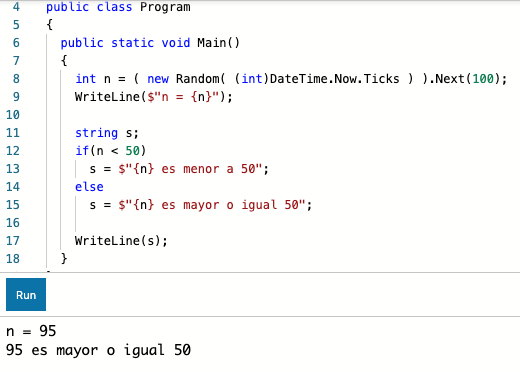 4 public class Program
5 {
6 public static void Main()
7 {
8 int n = ( new Random( (int)DateTime.Now.Ticks ) ).Next(100);
9 WriteLine($"n = {n}");
10
11 string s;
12 if(n < 50)
13 s = $"{n} es menor a 50";
14 else
15 s = $"{n} es mayor o igual 50";
16
17 WriteLine(s);
18 }
Run
n = 95
95 es mayor o igual 50